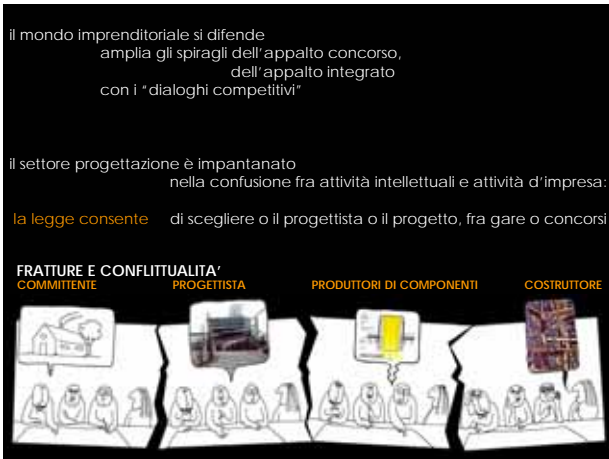 il mondo imprenditoriale si difende
amplia gli spiragli dell'appalto concorso,
dell'appalto integrato
con i "dialoghi competitivi"
il settore progettazione è impantanato
nella confusione fra attività intellettuali e attività d'impresa:
la legge consente di scegliere o il progettista o il progetto, fra gare o concorsi
FRATTURE E CONFLITTUALITA'
COMMITTENTE PROGETTISTA PRODUTTORI DI COMPONENTI COSTRUTTORE